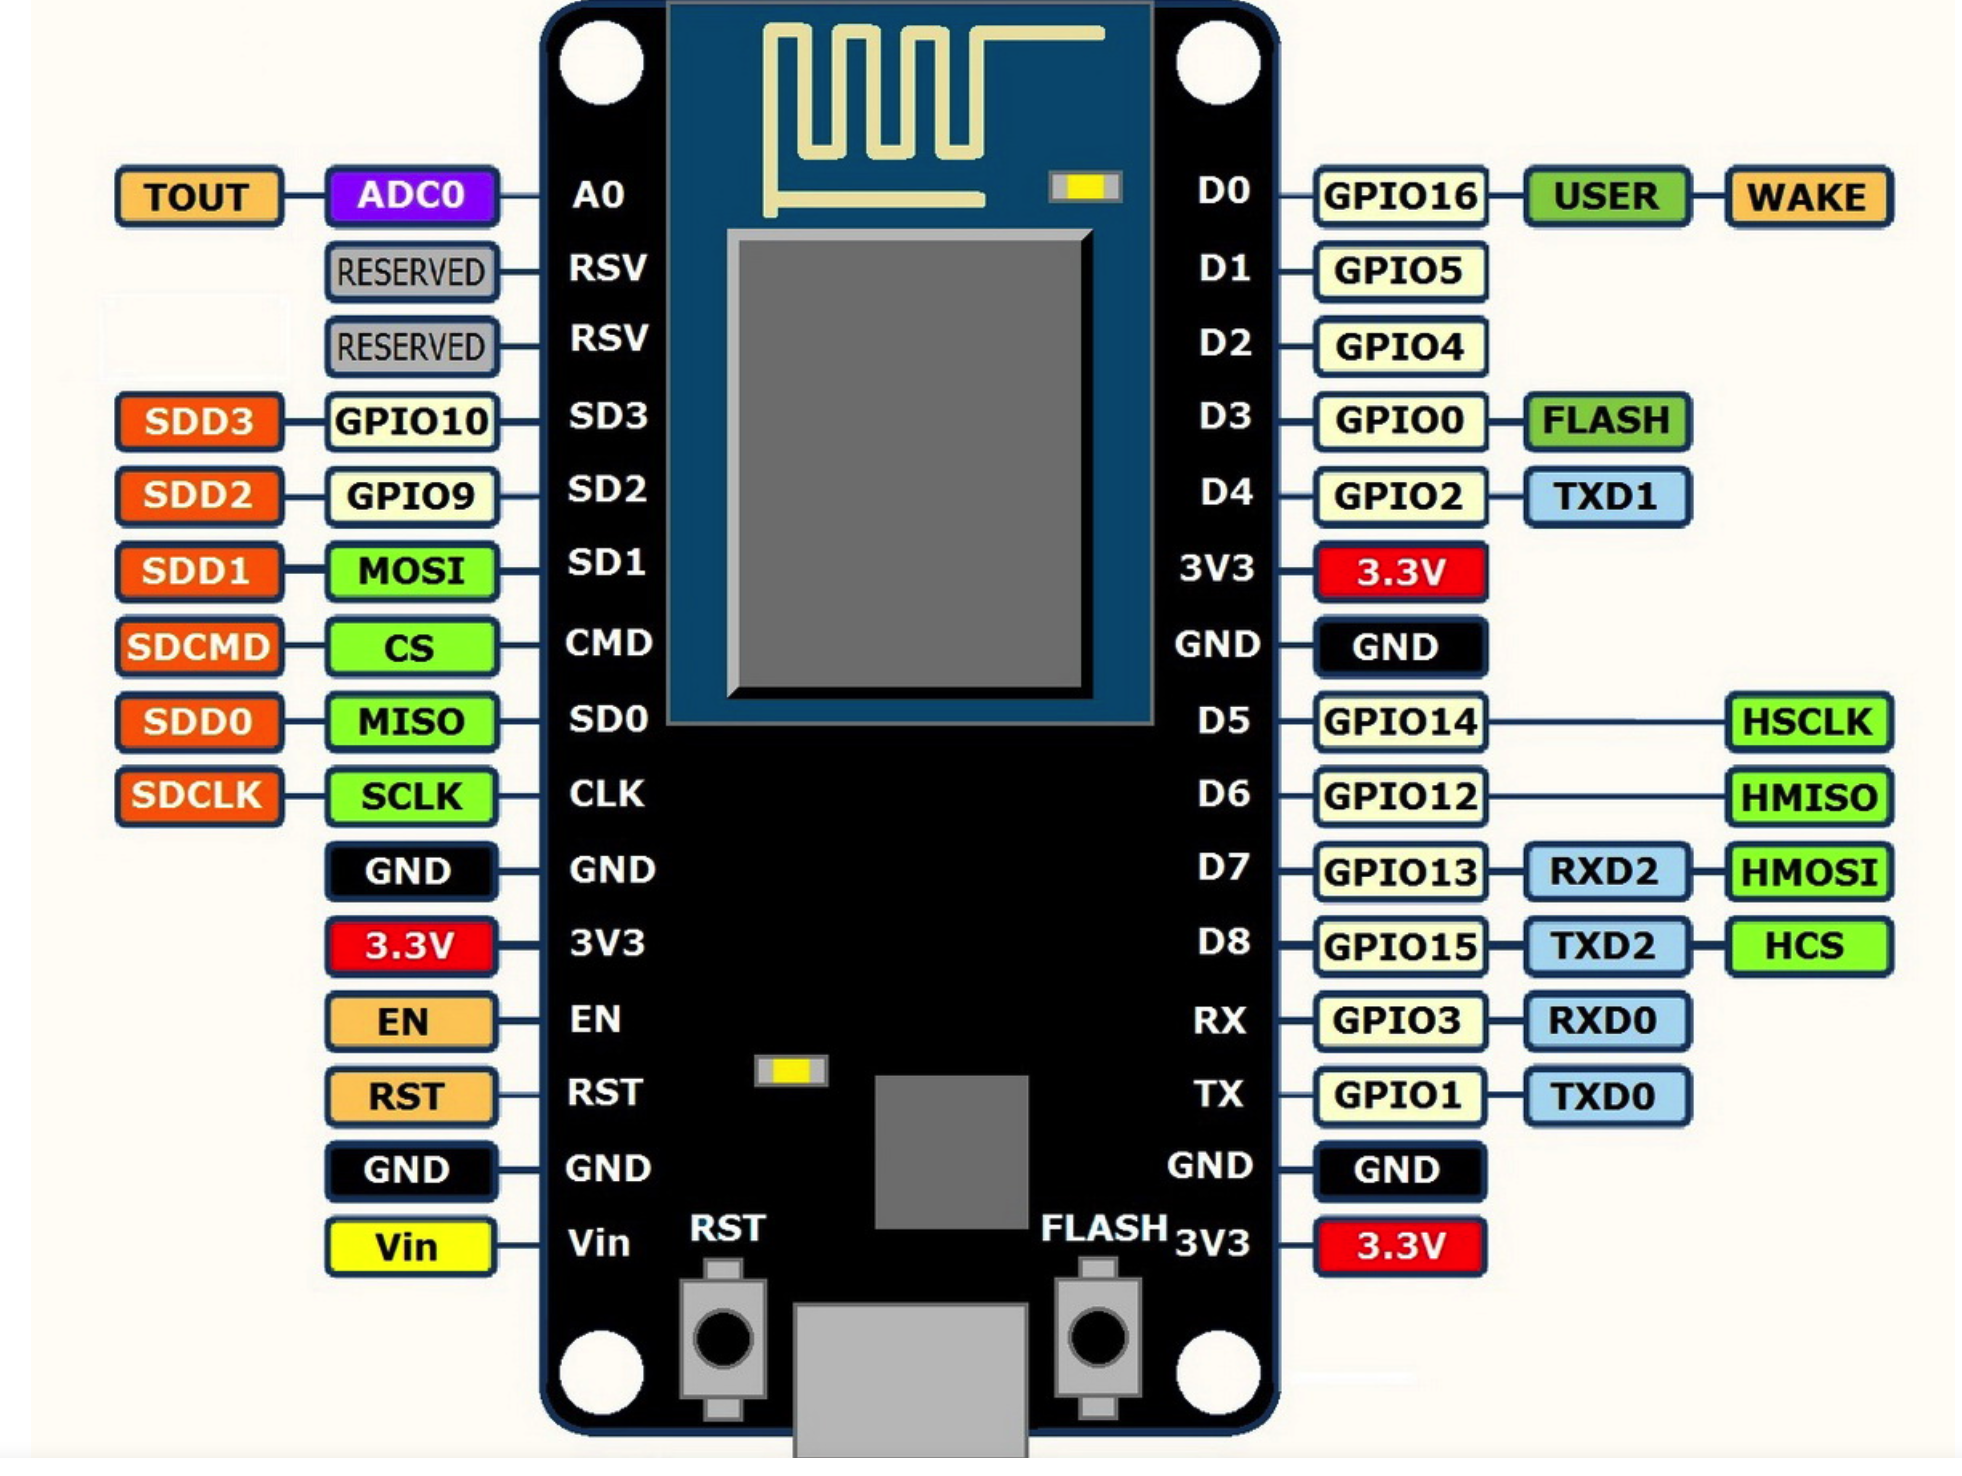 TOUT ADC0 A0 D0 GPIO16 USER WAKE
RESERVED RSV D1 GPIO5
RESERVED RSV D2 GPIO4
SDD3 GPIO10 SD3 D3 GPIO0 FLASH
SDD2 GPIO9 SD2 D4 GPIO2 TXD1
SDD1 MOSI SD1 3V3 3.3V
SDCMD CS CMD GND GND
SDD0 MISO SD0 D5 GPIO14 HSCLK
SDCLK SCLK CLK D6 GPIO12 HMISO
GND GND D7 GPIO13 RXD2 HMOSI
3.3V 3V3 D8 GPIO15 TXD2 HCS
EN EN RX GPIO3 RXD0
RST RST TX GPIO1 TXD0
GND GND GND GND
Vin Vin RST FLASH 3V3 3.3V